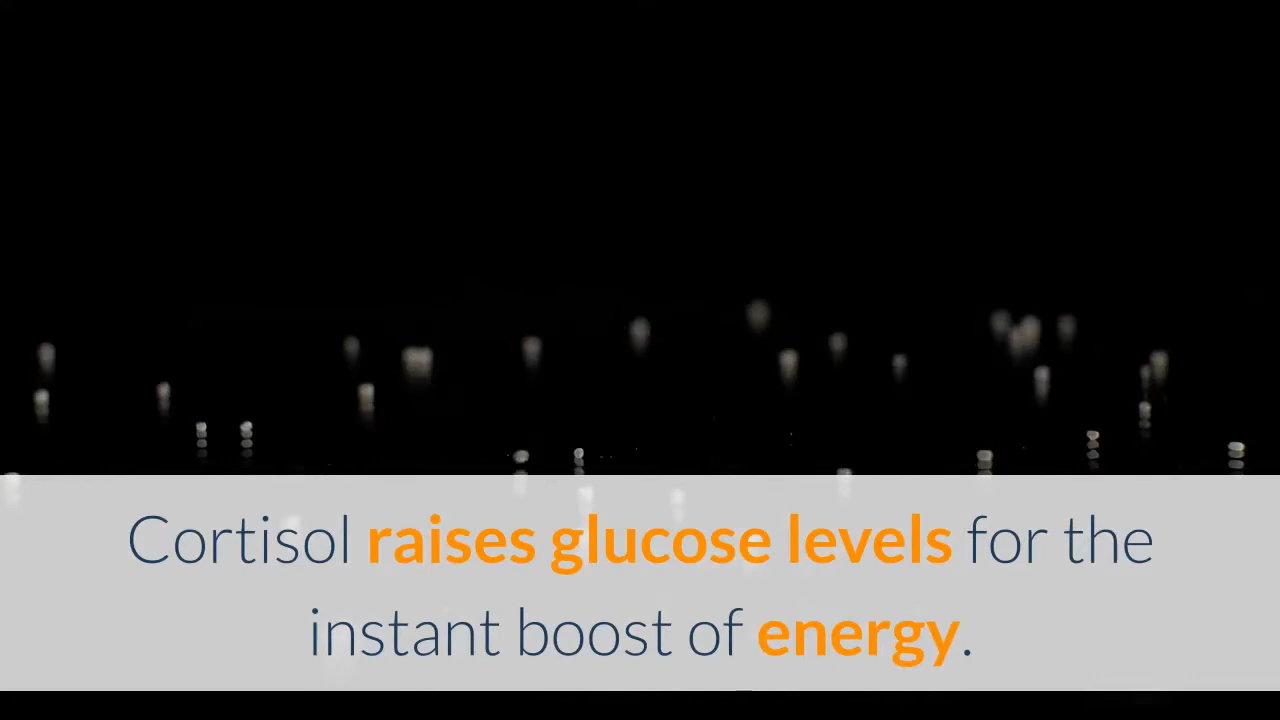 Cortisol raises glucose levels for the
instant boost of energy.